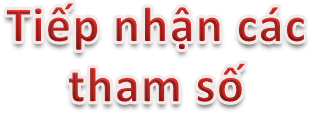 Tiếp nhận các
tham số